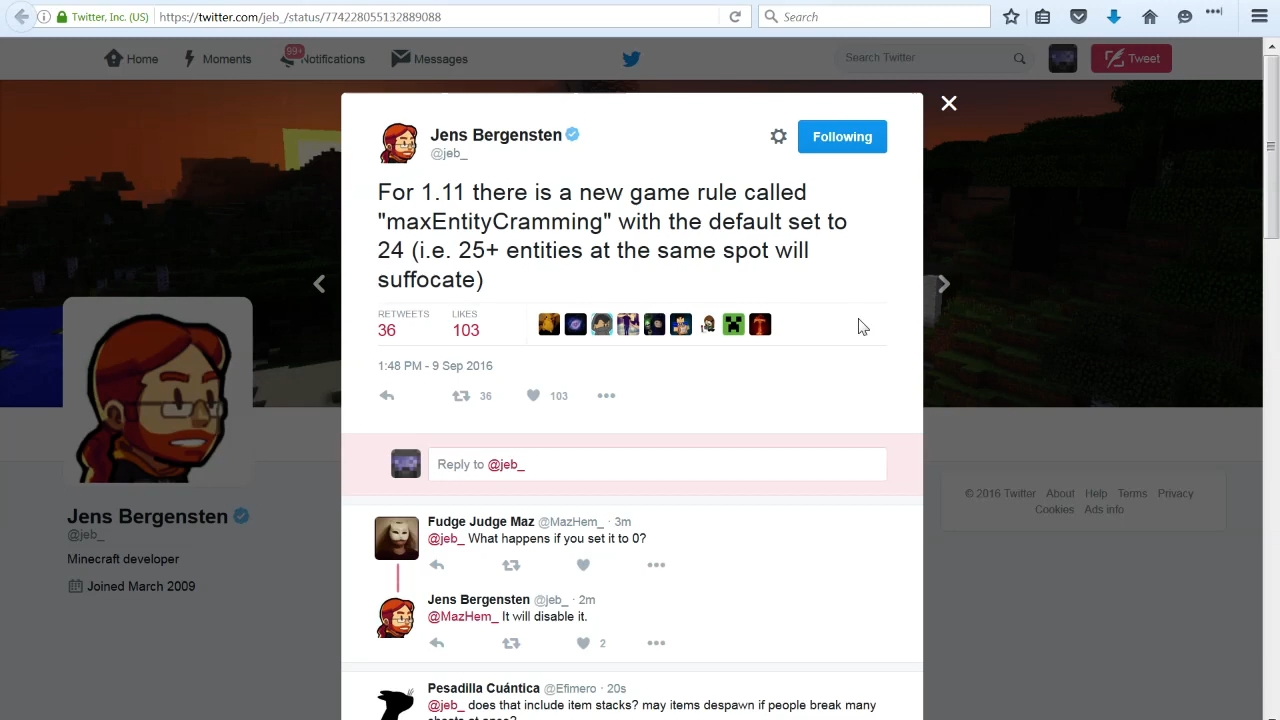 Twitter, Inc. (US)
https://twitter.com/jeb_/status/774228055132889088
Search
Home
Moments
99+
Notifications
Messages
Search Twitter
Tweet
Jens Bergensten
@jeb_
Following
For 1.11 there is a new game rule called
"maxEntityCramming" with the default set to
24 (i.e. 25+ entities at the same spot will
suffocate)
RETWEETS
36
LIKES
103
1:48 PM - 9 Sep 2016
36
103
Reply to @jeb_
Jens Bergensten
@jeb_
Minecraft developer
Joined March 2009
© 2016 Twitter About Help Terms Privacy
Cookies Ads info
Fudge Judge Maz @MazHem_ · 3m
@jeb_ What happens if you set it to 0?
Jens Bergensten @jeb_ · 2m
@MazHem_ It will disable it.
2
Pesadilla Cuántica @Efimero · 20s
@jeb_ does that include item stacks? may items despawn if people break many
chests at once?